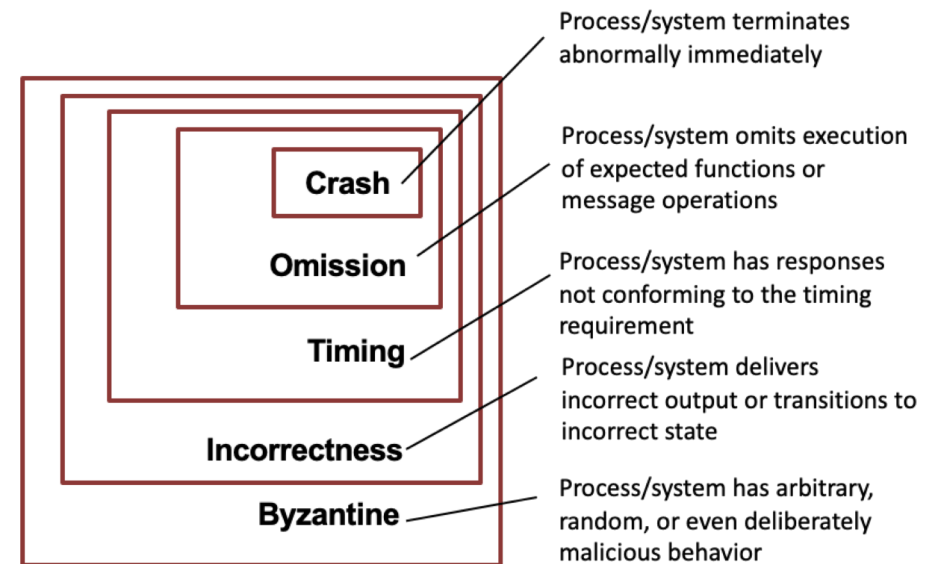 Process/system terminates
abnormally immediately
Crash
Process/system omits execution
of expected functions or
message operations
Omission
Process/system has responses
not conforming to the timing
requirement
Timing
Process/system delivers
incorrect output or transitions to
incorrect state
Incorrectness
Process/system has arbitrary,
random, or even deliberately
malicious behavior
Byzantine